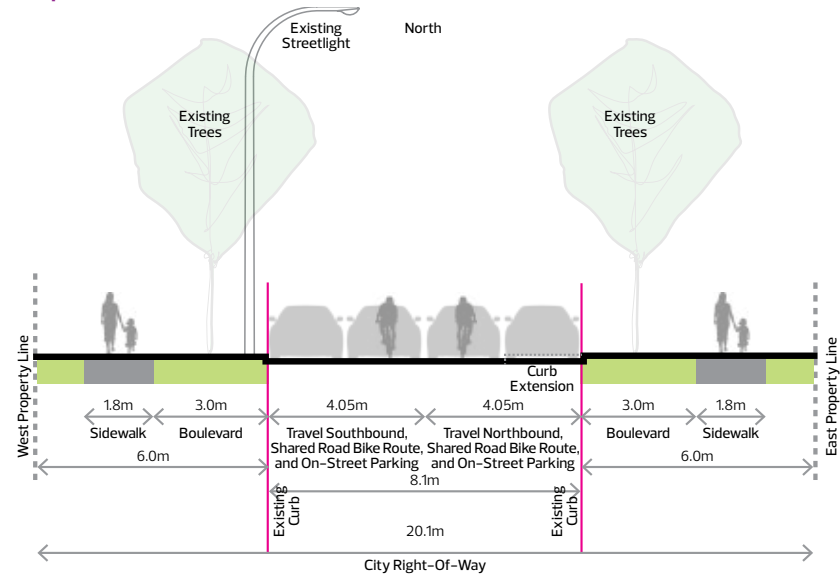 Existing
Streetlight
North
Existing
Trees
Existing
Trees
West Property Line
East Property Line
Curb
Extension
1.8m
3.0m
4.05m
4.05m
3.0m
1.8m
Sidewalk
Boulevard
Travel Southbound,
Shared Road Bike Route,
and On-Street Parking
Travel Northbound,
Shared Road Bike Route,
and On-Street Parking
Boulevard
Sidewalk
6.0m
8.1m
6.0m
Existing
Curb
Existing
Curb
20.1m
City Right-Of-Way